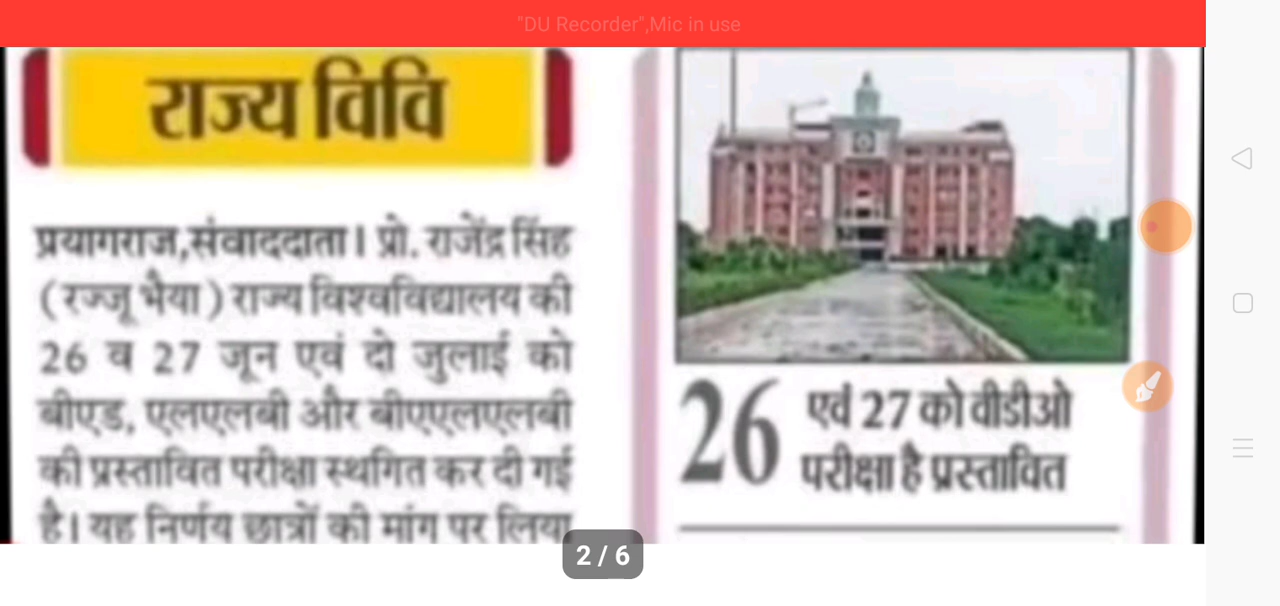 "DU Recorder",Mic in use
राज्य विवि
प्रयागराज,संवाददाता। प्रो. राजेंद्र सिंह
(रज्जू भैया) राज्य विश्वविद्यालय की
26 व 27 जून एवं दो जुलाई को
बीएड, एलएलबी और बीएएलएलबी
की प्रस्तावित परीक्षा स्थगित कर दी गई
है। यह निर्णय छात्रों की मांग पर लिया
26 एवं 27 को वीडीओ
परीक्षा है प्रस्तावित
2 / 6